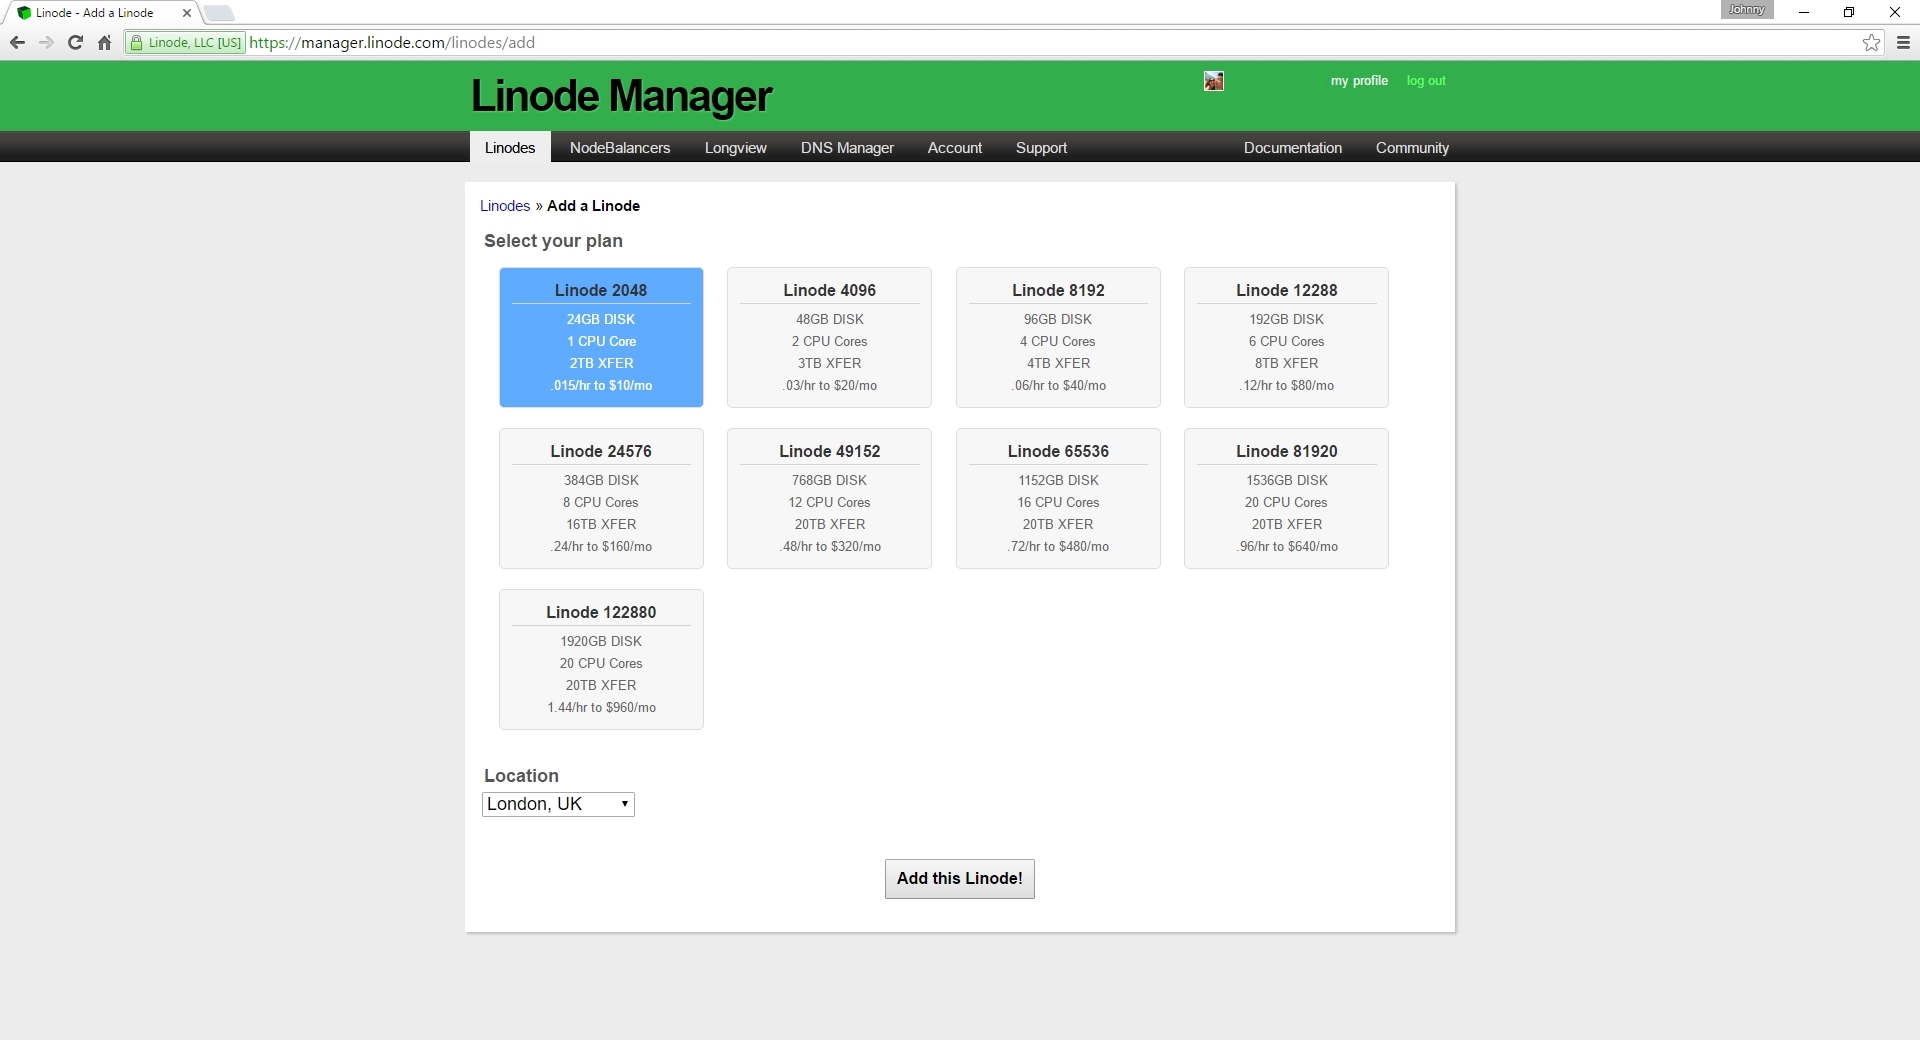 Linode - Add a Linode
Johnny
Linode, LLC [US] https://manager.linode.com/linodes/add
Linode Manager
my profile
log out
Linodes
NodeBalancers
Longview
DNS Manager
Account
Support
Documentation
Community
Linodes » Add a Linode
Select your plan
Linode 2048
24GB DISK
1 CPU Core
2TB XFER
.015/hr to $10/mo
Linode 4096
48GB DISK
2 CPU Cores
3TB XFER
.03/hr to $20/mo
Linode 8192
96GB DISK
4 CPU Cores
4TB XFER
.06/hr to $40/mo
Linode 12288
192GB DISK
6 CPU Cores
8TB XFER
.12/hr to $80/mo
Linode 24576
384GB DISK
8 CPU Cores
16TB XFER
.24/hr to $160/mo
Linode 49152
768GB DISK
12 CPU Cores
20TB XFER
.48/hr to $320/mo
Linode 65536
1152GB DISK
16 CPU Cores
20TB XFER
.72/hr to $480/mo
Linode 81920
1536GB DISK
20 CPU Cores
20TB XFER
.96/hr to $640/mo
Linode 122880
1920GB DISK
20 CPU Cores
20TB XFER
1.44/hr to $960/mo
Location
London, UK
Add this Linode!